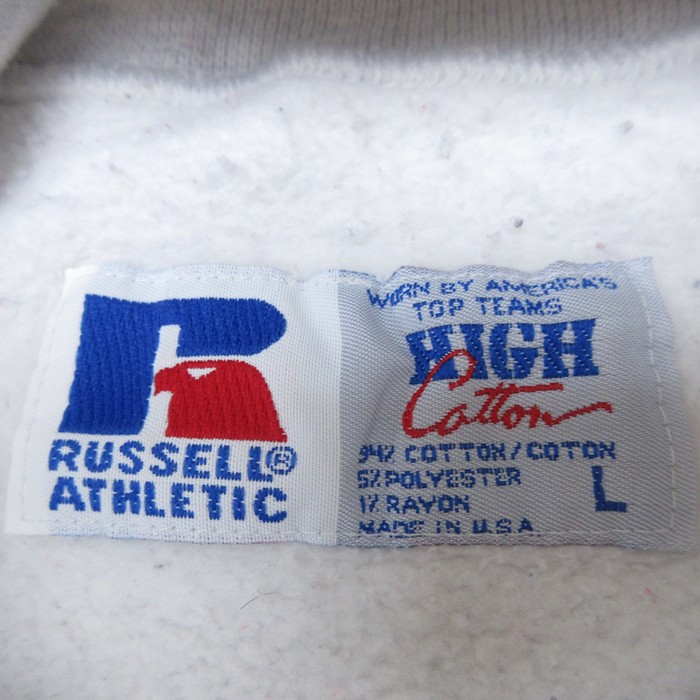 RUSSELL®
ATHLETIC
WORN BY AMERICA'S
TOP TEAMS
HIGH
Cotton
94% COTTON/COTON
5% POLYESTER
1% RAYON
MADE IN U.S.A.
L